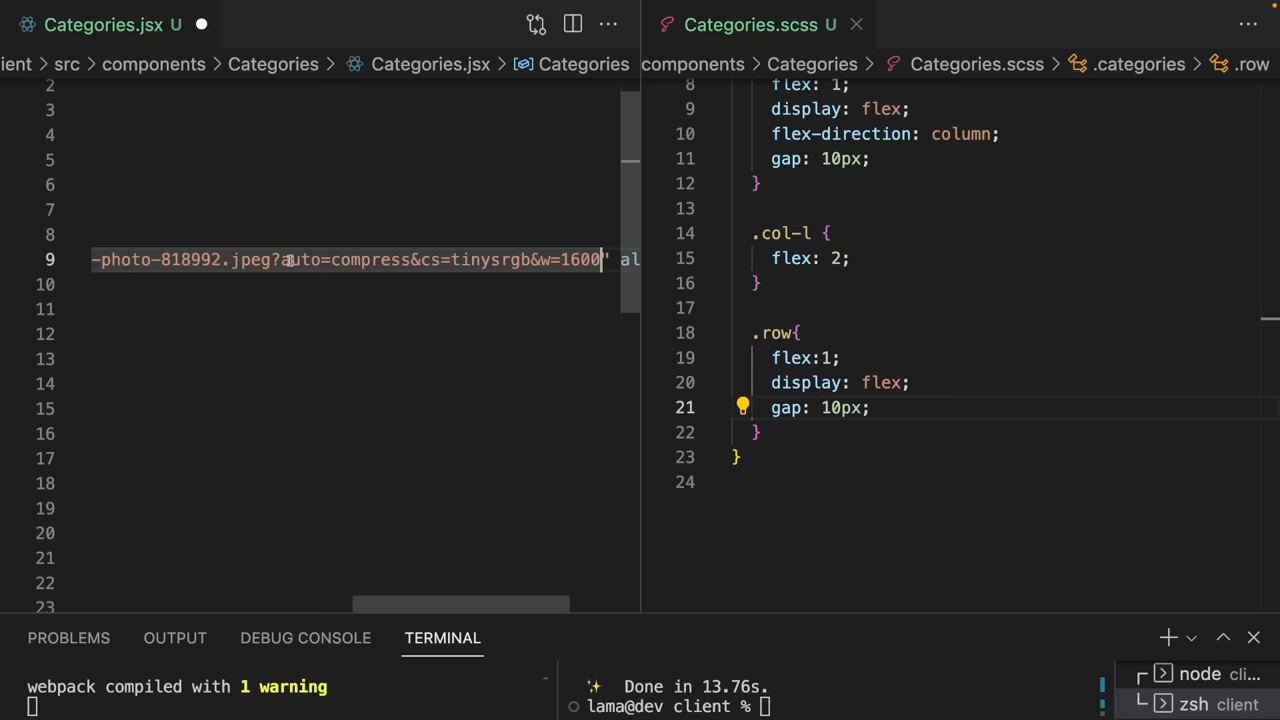 Categories.jsx U
Categories.scss U
ient > src > components > Categories > Categories.jsx > Categories
components > Categories > Categories.scss > .categories > .row
2
3
4
5
6
7
8
9 -photo-818992.jpeg?auto=compress&cs=tinysrgb&w=1600" al
10
11
12
13
14
15
16
17
18
19
20
21
22
23
8 flex: 1;
9 display: flex;
10 flex-direction: column;
11 gap: 10px;
12 }
13
14 .col-l {
15 flex: 2;
16 }
17
18 .row{
19 flex:1;
20 display: flex;
21 gap: 10px;
22 }
23 }
24
PROBLEMS OUTPUT DEBUG CONSOLE TERMINAL
webpack compiled with 1 warning
✨ Done in 13.76s.
lama@dev client %
node cli...
zsh client